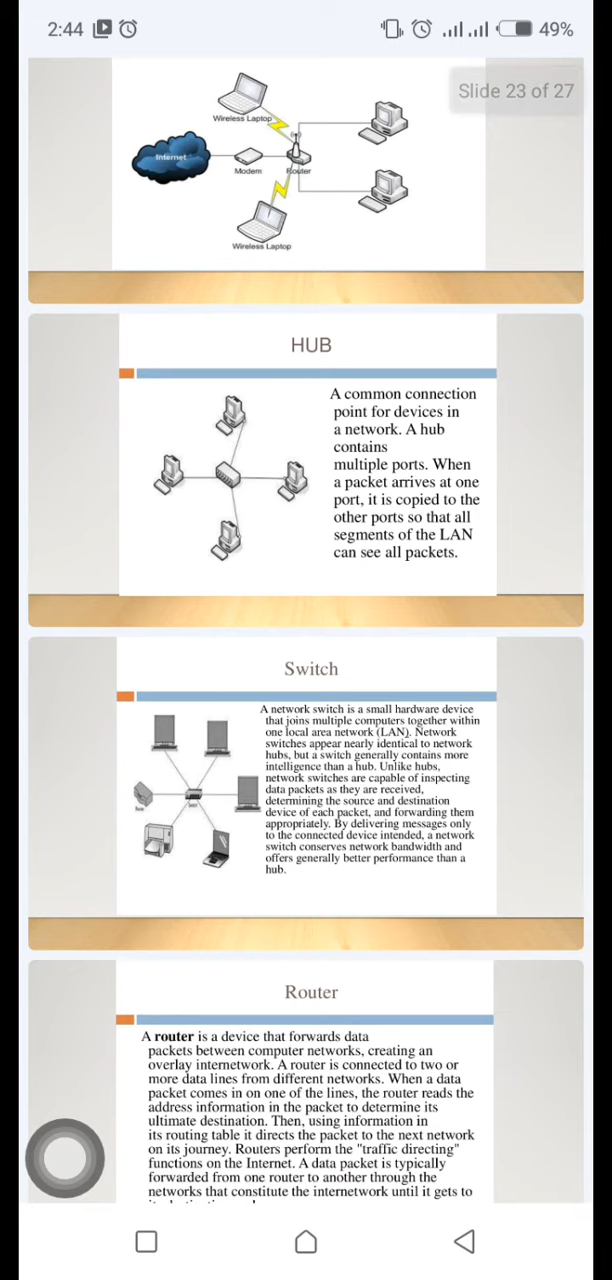 2:44
49%
Slide 23 of 27
Wireless Laptop
Internet
Modem
Router
Wireless Laptop
HUB
A common connection
point for devices in
a network. A hub
contains
multiple ports. When
a packet arrives at one
port, it is copied to the
other ports so that all
segments of the LAN
can see all packets.
Switch
A network switch is a small hardware device
that joins multiple computers together within
one local area network (LAN). Network
switches appear nearly identical to network
hubs, but a switch generally contains more
intelligence than a hub. Unlike hubs,
network switches are capable of inspecting
data packets as they are received,
determining the source and destination
device of each packet, and forwarding them
appropriately. By delivering messages only
to the connected device intended, a network
switch conserves network bandwidth and
offers generally better performance than a
hub.
Router
A router is a device that forwards data
packets between computer networks, creating an
overlay internetwork. A router is connected to two or
more data lines from different networks. When a data
packet comes in on one of the lines, the router reads the
address information in the packet to determine its
ultimate destination. Then, using information in
its routing table it directs the packet to the next network
on its journey. Routers perform the "traffic directing"
functions on the Internet. A data packet is typically
forwarded from one router to another through the
networks that constitute the internetwork until it gets to